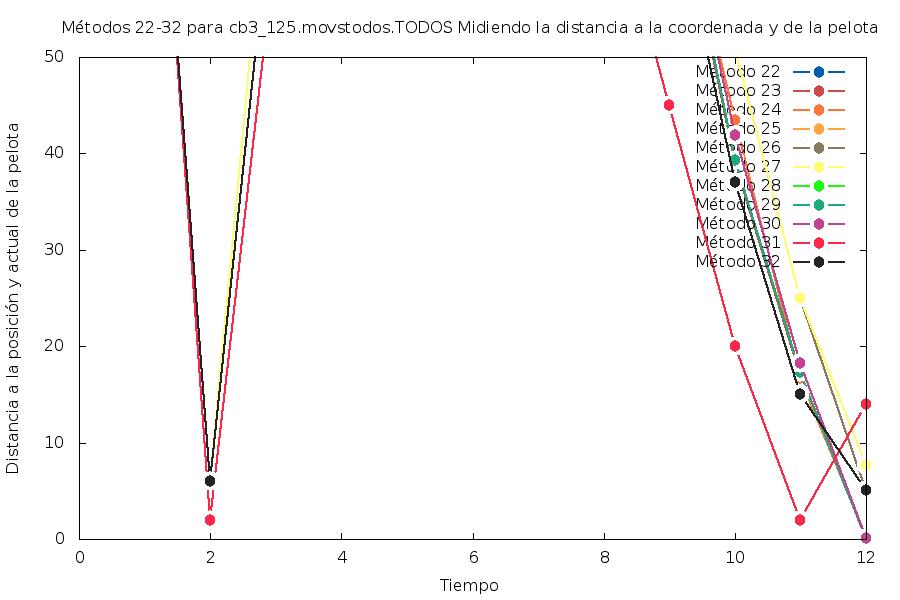 Métodos 22-32 para cb3_125.movstodos.TODOS Midiendo la distancia a la coordenada y de la pelota
Distancia a la posición y actual de la pelota
50
40
30
20
10
0
0 2 4 6 8 10 12
Tiempo
Método 22
Método 23
Método 24
Método 25
Método 26
Método 27
Método 28
Método 29
Método 30
Método 31
Método 32